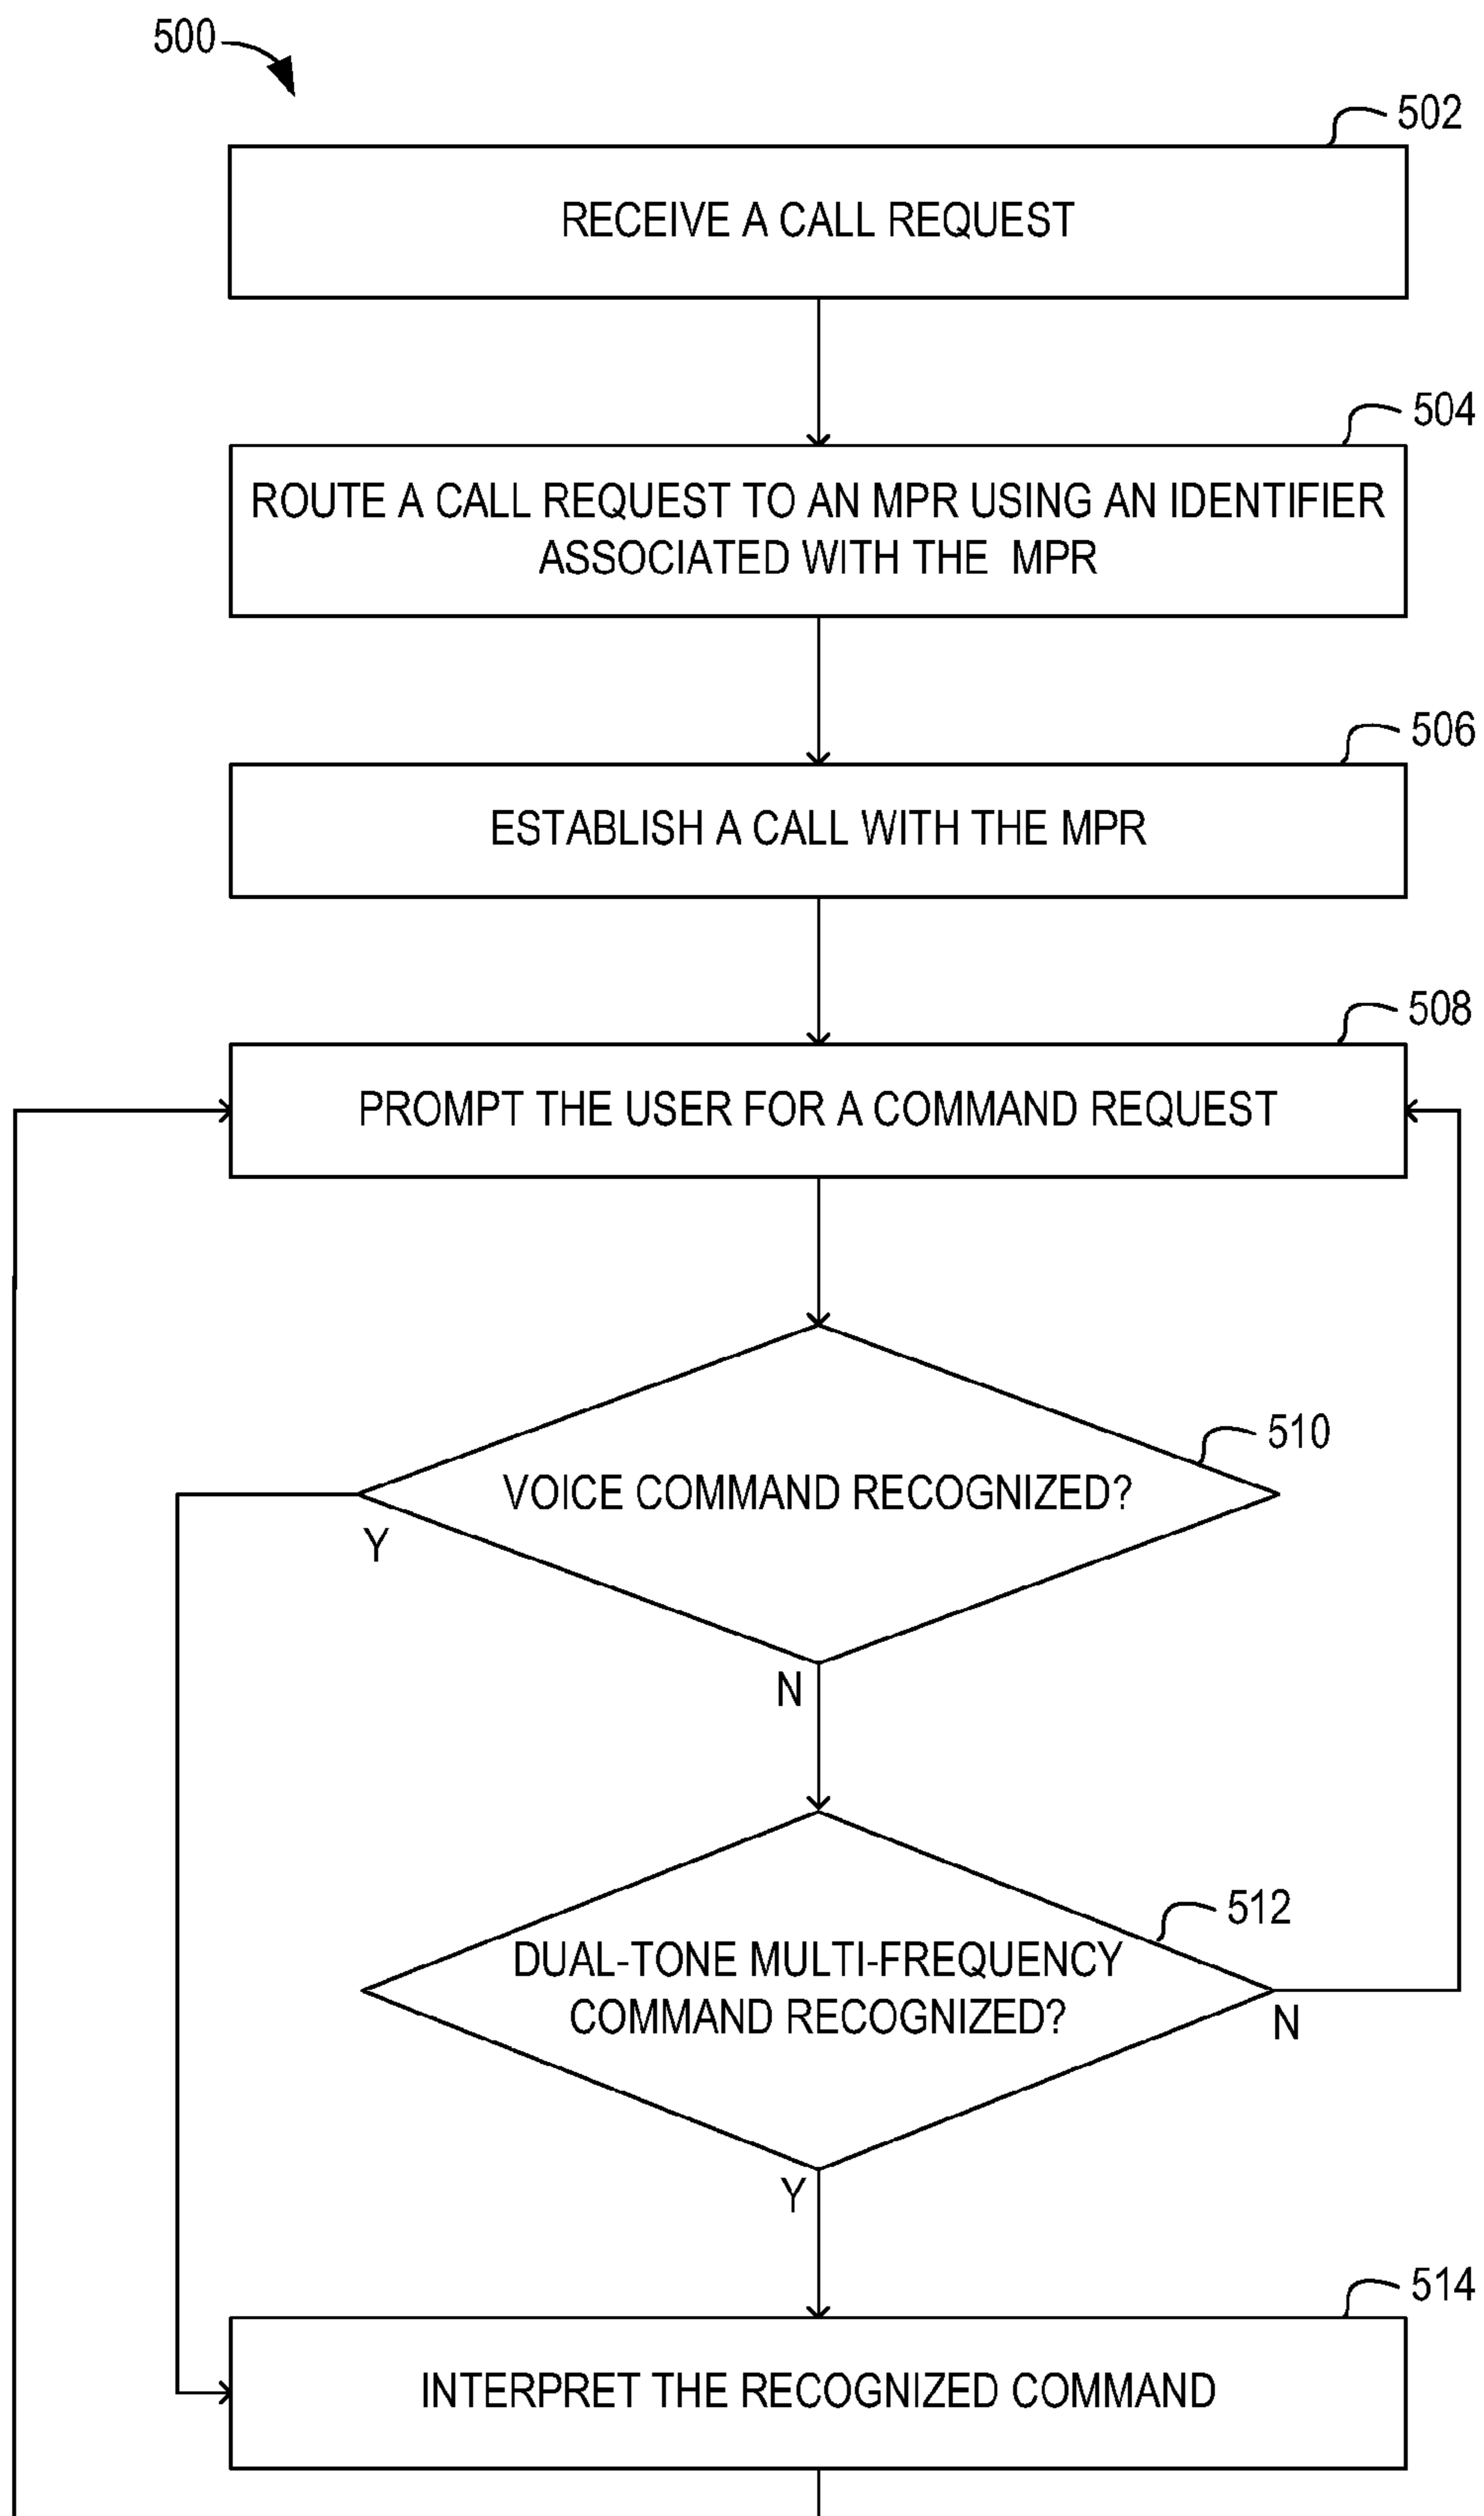 500
502
RECEIVE A CALL REQUEST
504
ROUTE A CALL REQUEST TO AN MPR USING AN IDENTIFIER
ASSOCIATED WITH THE MPR
506
ESTABLISH A CALL WITH THE MPR
508
PROMPT THE USER FOR A COMMAND REQUEST
510
VOICE COMMAND RECOGNIZED?
Y
N
512
DUAL-TONE MULTI-FREQUENCY
COMMAND RECOGNIZED?
N
Y
514
INTERPRET THE RECOGNIZED COMMAND